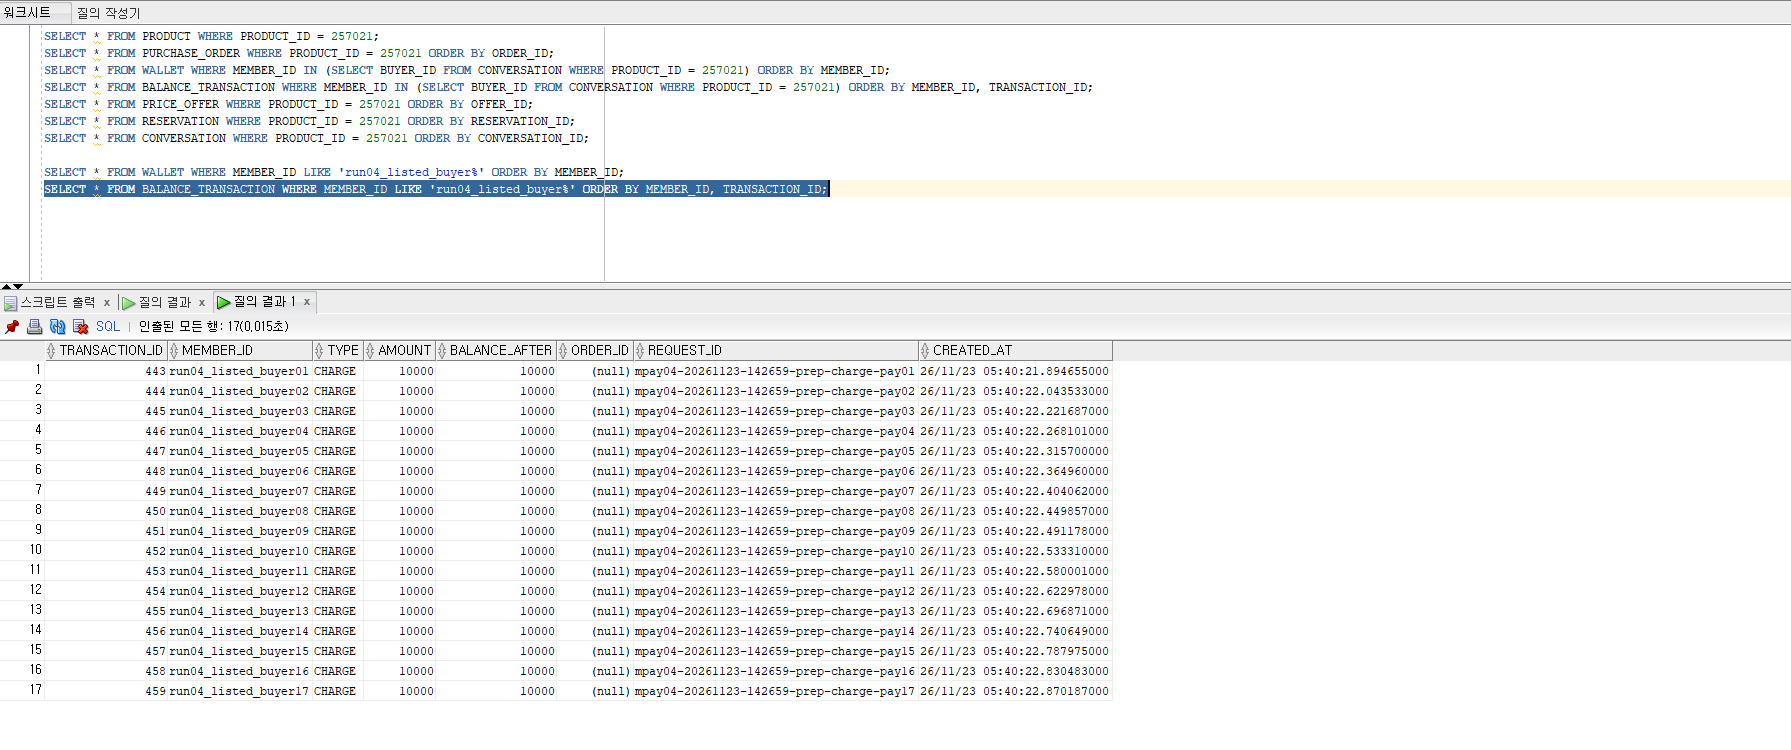 워크시트 질의 작성기
SELECT * FROM PRODUCT WHERE PRODUCT_ID = 257021;
SELECT * FROM PURCHASE_ORDER WHERE PRODUCT_ID = 257021 ORDER BY ORDER_ID;
SELECT * FROM WALLET WHERE MEMBER_ID IN (SELECT BUYER_ID FROM CONVERSATION WHERE PRODUCT_ID = 257021) ORDER BY MEMBER_ID;
SELECT * FROM BALANCE_TRANSACTION WHERE MEMBER_ID IN (SELECT BUYER_ID FROM CONVERSATION WHERE PRODUCT_ID = 257021) ORDER BY MEMBER_ID, TRANSACTION_ID;
SELECT * FROM PRICE_OFFER WHERE PRODUCT_ID = 257021 ORDER BY OFFER_ID;
SELECT * FROM RESERVATION WHERE PRODUCT_ID = 257021 ORDER BY RESERVATION_ID;
SELECT * FROM CONVERSATION WHERE PRODUCT_ID = 257021 ORDER BY CONVERSATION_ID;
SELECT * FROM WALLET WHERE MEMBER_ID LIKE 'run04_listed_buyer%' ORDER BY MEMBER_ID;
SELECT * FROM BALANCE_TRANSACTION WHERE MEMBER_ID LIKE 'run04_listed_buyer%' ORDER BY MEMBER_ID, TRANSACTION_ID;
스크립트 출력 x 질의 결과 x 질의 결과 1 x
SQL | 인출된 모든 행: 17(0,015초)
TRANSACTION_ID MEMBER_ID TYPE AMOUNT BALANCE_AFTER ORDER_ID REQUEST_ID CREATED_AT
1 443 run04_listed_buyer01 CHARGE 10000 10000 (null) mpay04-20261123-142659-prep-charge-pay01 26/11/23 05:40:21.894655000
2 444 run04_listed_buyer02 CHARGE 10000 10000 (null) mpay04-20261123-142659-prep-charge-pay02 26/11/23 05:40:22.043533000
3 445 run04_listed_buyer03 CHARGE 10000 10000 (null) mpay04-20261123-142659-prep-charge-pay03 26/11/23 05:40:22.221687000
4 446 run04_listed_buyer04 CHARGE 10000 10000 (null) mpay04-20261123-142659-prep-charge-pay04 26/11/23 05:40:22.268101000
5 447 run04_listed_buyer05 CHARGE 10000 10000 (null) mpay04-20261123-142659-prep-charge-pay05 26/11/23 05:40:22.315700000
6 448 run04_listed_buyer06 CHARGE 10000 10000 (null) mpay04-20261123-142659-prep-charge-pay06 26/11/23 05:40:22.364960000
7 449 run04_listed_buyer07 CHARGE 10000 10000 (null) mpay04-20261123-142659-prep-charge-pay07 26/11/23 05:40:22.404062000
8 450 run04_listed_buyer08 CHARGE 10000 10000 (null) mpay04-20261123-142659-prep-charge-pay08 26/11/23 05:40:22.449857000
9 451 run04_listed_buyer09 CHARGE 10000 10000 (null) mpay04-20261123-142659-prep-charge-pay09 26/11/23 05:40:22.491178000
10 452 run04_listed_buyer10 CHARGE 10000 10000 (null) mpay04-20261123-142659-prep-charge-pay10 26/11/23 05:40:22.533310000
11 453 run04_listed_buyer11 CHARGE 10000 10000 (null) mpay04-20261123-142659-prep-charge-pay11 26/11/23 05:40:22.580001000
12 454 run04_listed_buyer12 CHARGE 10000 10000 (null) mpay04-20261123-142659-prep-charge-pay12 26/11/23 05:40:22.622978000
13 455 run04_listed_buyer13 CHARGE 10000 10000 (null) mpay04-20261123-142659-prep-charge-pay13 26/11/23 05:40:22.696871000
14 456 run04_listed_buyer14 CHARGE 10000 10000 (null) mpay04-20261123-142659-prep-charge-pay14 26/11/23 05:40:22.740649000
15 457 run04_listed_buyer15 CHARGE 10000 10000 (null) mpay04-20261123-142659-prep-charge-pay15 26/11/23 05:40:22.787975000
16 458 run04_listed_buyer16 CHARGE 10000 10000 (null) mpay04-20261123-142659-prep-charge-pay16 26/11/23 05:40:22.830483000
17 459 run04_listed_buyer17 CHARGE 10000 10000 (null) mpay04-20261123-142659-prep-charge-pay17 26/11/23 05:40:22.870187000